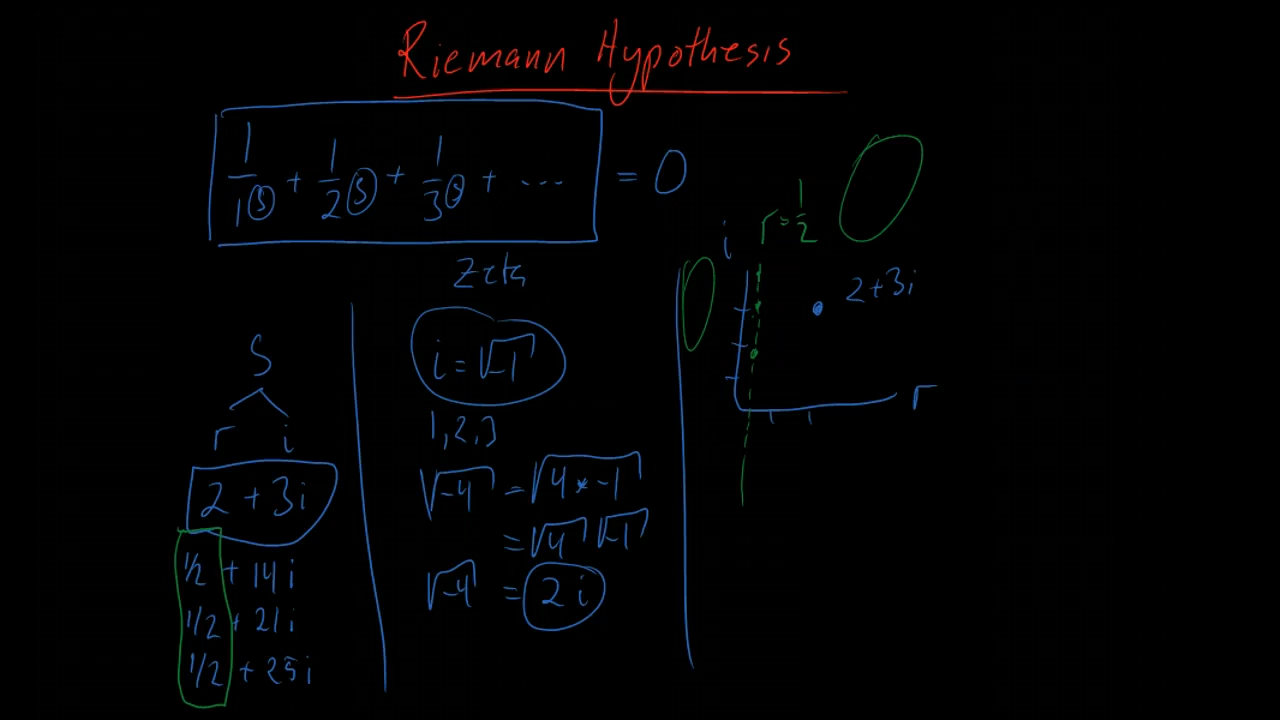 Riemann Hypothesis
1/1^s + 1/2^s + 1/3^s + ... = 0
Zeta
S
r i
2 + 3i
1/2 + 14i
1/2 + 21i
1/2 + 25i
i = √-1
1, 2, 3
√-4 = √4 * -1
= √4 √-1
√-4 = 2i
r = 1/2
i
2+3i
r